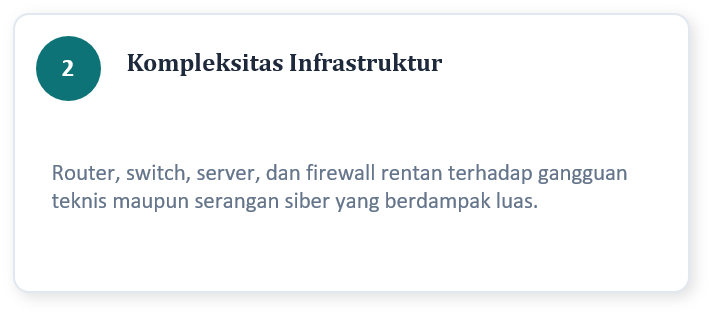 2
Kompleksitas Infrastruktur
Router, switch, server, dan firewall rentan terhadap gangguan
teknis maupun serangan siber yang berdampak luas.